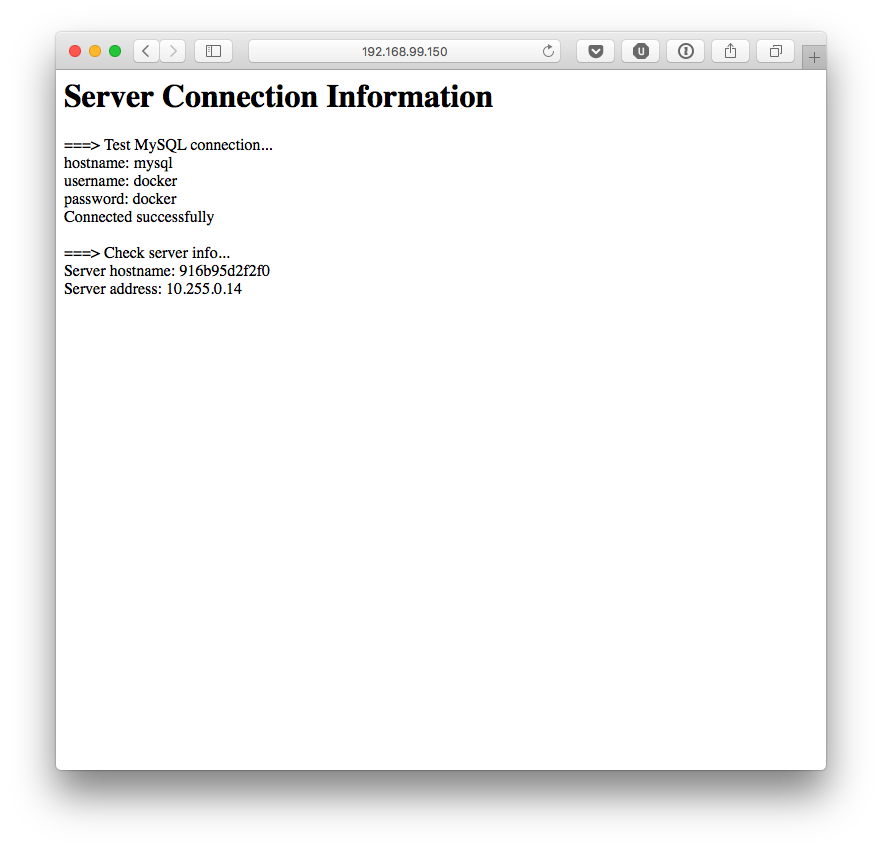 192.168.99.150
Server Connection Information
===> Test MySQL connection...
hostname: mysql
username: docker
password: docker
Connected successfully
===> Check server info...
Server hostname: 916b95d2f2f0
Server address: 10.255.0.14